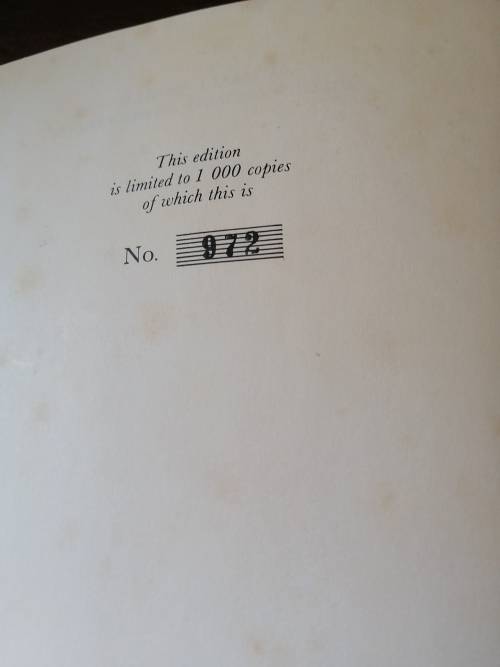 This edition
is limited to 1 000 copies
of which this is
No. 972